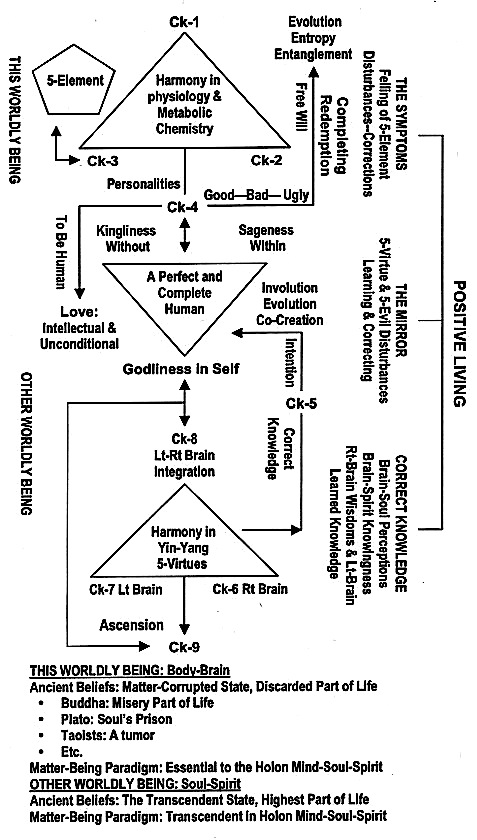 Ck-1
Evolution
Entropy
Entanglement
THIS WORLDLY BEING
5-Element
Harmony in
physiology &
Metabolic
Chemistry
Free Will
Completing
Redemption
THE SYMPTOMS
Felling of 5-Element
Disturbances--Corrections
Ck-3
Ck-2
Personalities
Good—Bad— Ugly
Ck-4
To Be Human
Kingliness
Without
Sageness
Within
A Perfect and
Complete
Human
Love:
Intellectual &
Unconditional
Involution
Evolution
Co-Creation
THE MIRROR
5-Virtue & 5-Evil Disturbances
Learning & Correcting
POSITIVE LIVING
Godliness in Self
Intention
Ck-5
OTHER WORLDLY BEING
Correct
Knowledge
Ck-8
Lt-Rt Brain
Integration
CORRECT KNOWLEDGE
Brain-Soul Perceptions
Brain-Spirit Knowingness
Rt-Brain Wisdoms & Lt-Brain
Learned Knowledge
Harmony in
Yin-Yang
5-Virtues
Ck-7 Lt Brain
Ck-6 Rt Brain
Ascension
Ck-9
THIS WORLDLY BEING: Body-Brain
Ancient Beliefs: Matter-Corrupted State, Discarded Part of Life
• Buddha: Misery Part of Life
• Plato: Soul's Prison
• Taoists: A tumor
• Etc.
Matter-Being Paradigm: Essential to the Holon Mind-Soul-Spirit
OTHER WORLDLY BEING: Soul-Spirit
Ancient Beliefs: The Transcendent State, Highest Part of Life
Matter-Being Paradigm: Transcendent in Holon Mind-Soul-Spirit